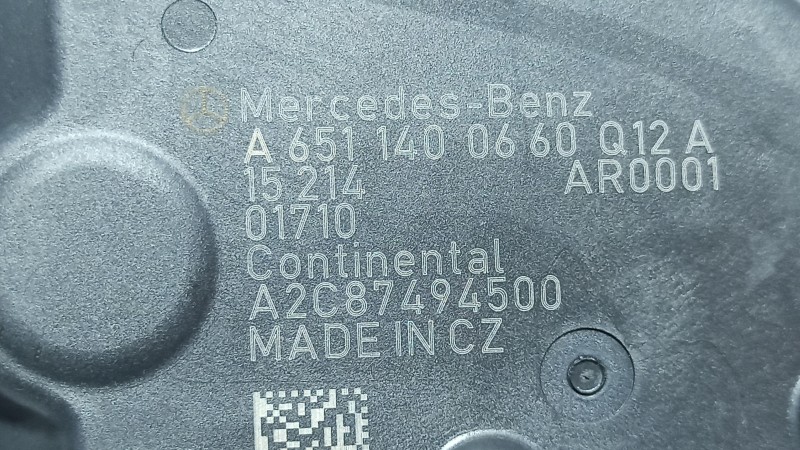 Mercedes-Benz
A 651 140 06 60 Q12 A
15 214 AR0001
01710
Continental
A2C87494500
MADE IN CZ